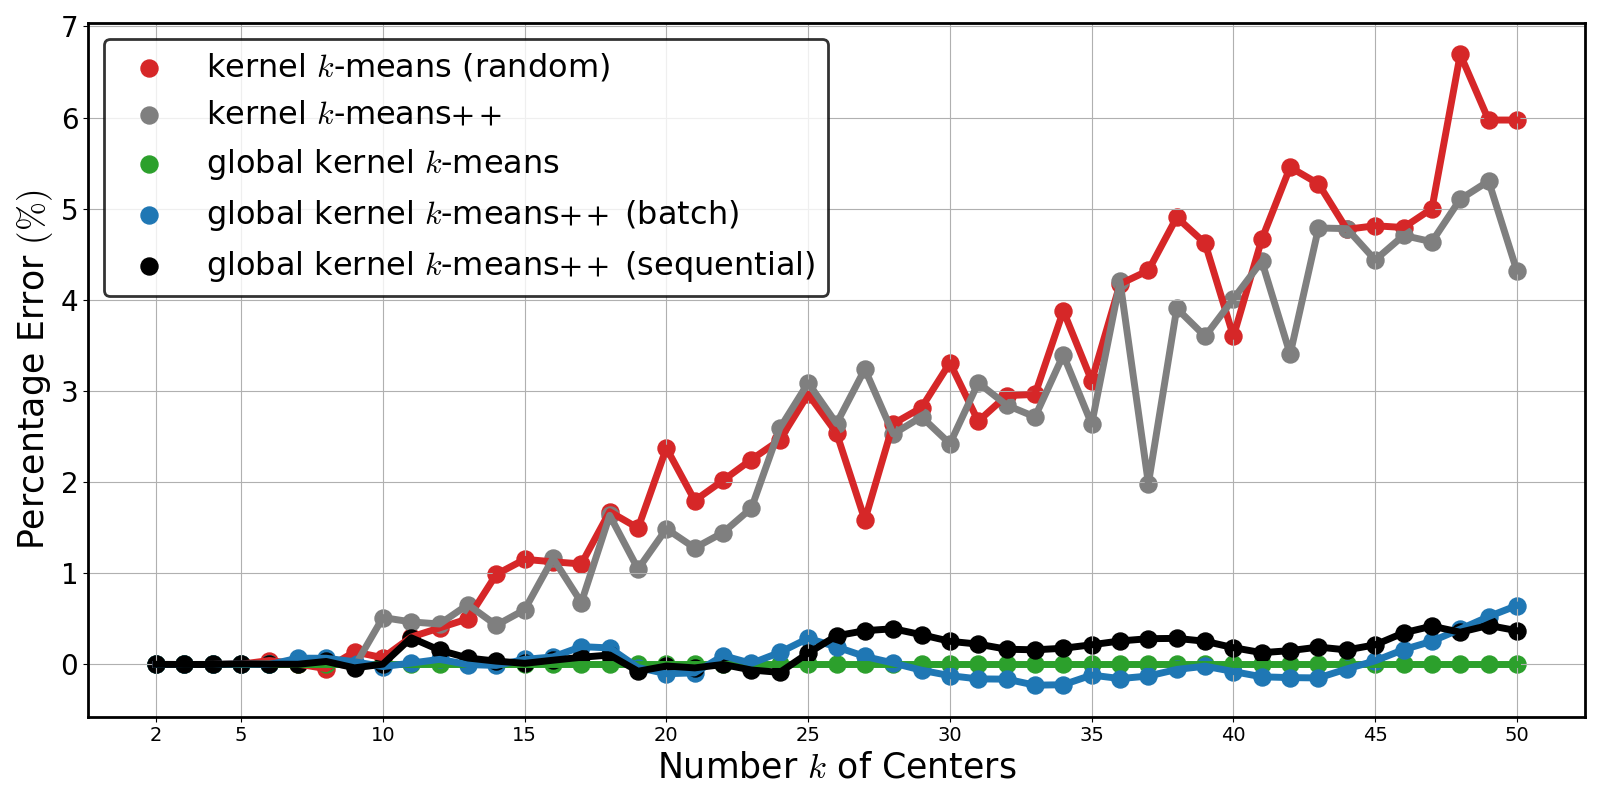 kernel k-means (random)
kernel k-means++
global kernel k-means
global kernel k-means++ (batch)
global kernel k-means++ (sequential)
Percentage Error (%)
7
6
5
4
3
2
1
0
2 5 10 15 20 25 30 35 40 45 50
Number k of Centers